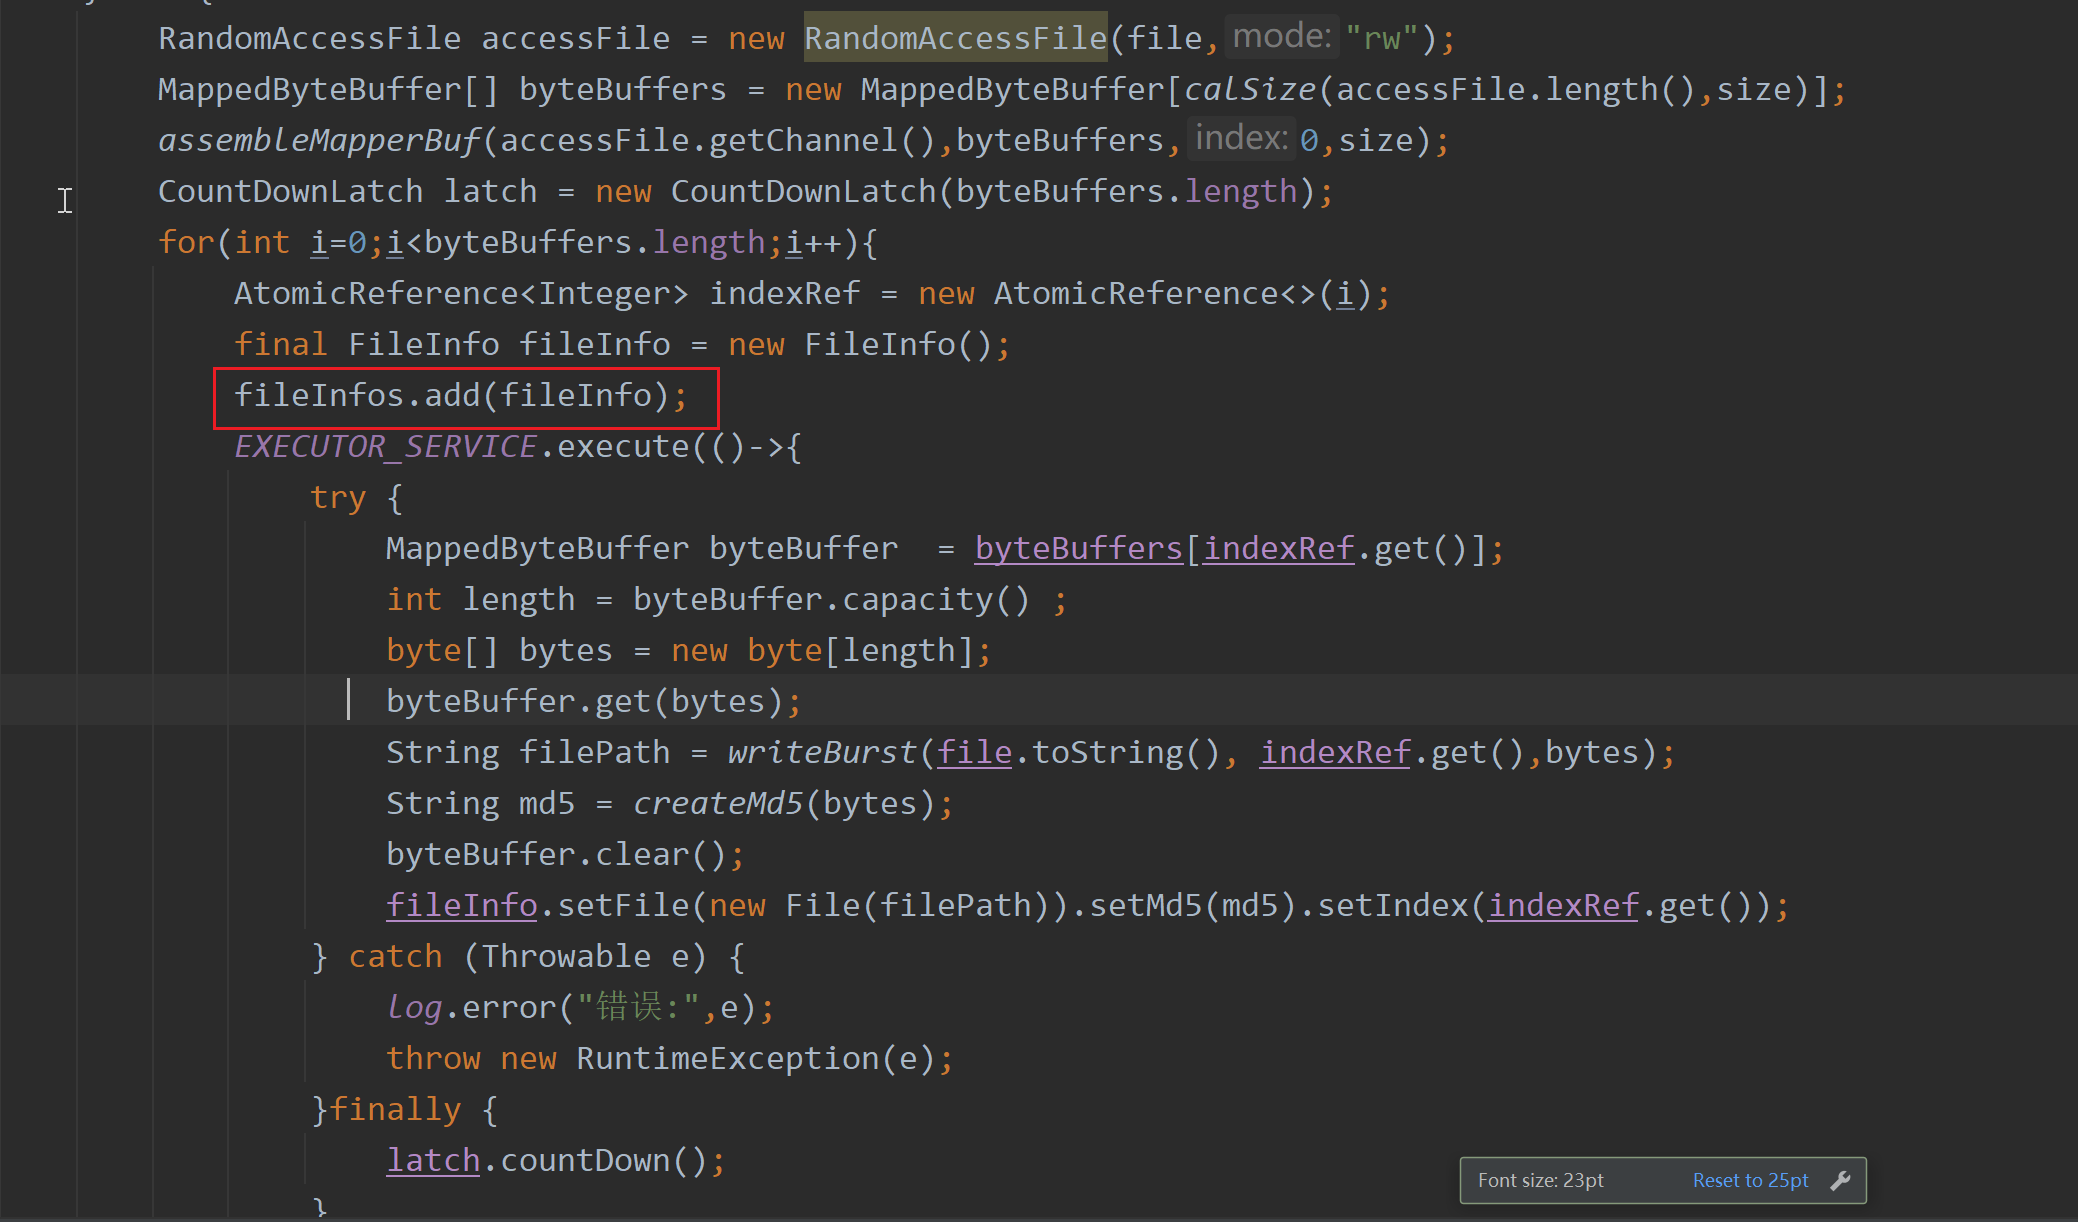 RandomAccessFile accessFile = new RandomAccessFile(file, mode: "rw");
MappedByteBuffer[] byteBuffers = new MappedByteBuffer[calSize(accessFile.length(),size)];
assembleMapperBuf(accessFile.getChannel(),byteBuffers, index: 0,size);
CountDownLatch latch = new CountDownLatch(byteBuffers.length);
for(int i=0;i<byteBuffers.length;i++){
AtomicReference<Integer> indexRef = new AtomicReference<>(i);
final FileInfo fileInfo = new FileInfo();
fileInfos.add(fileInfo);
EXECUTOR_SERVICE.execute(()->{
try {
MappedByteBuffer byteBuffer  = byteBuffers[indexRef.get()];
int length = byteBuffer.capacity() ;
byte[] bytes = new byte[length];
byteBuffer.get(bytes);
String filePath = writeBurst(file.toString(), indexRef.get(),bytes);
String md5 = createMd5(bytes);
byteBuffer.clear();
fileInfo.setFile(new File(filePath)).setMd5(md5).setIndex(indexRef.get());
} catch (Throwable e) {
log.error("错误:",e);
throw new RuntimeException(e);
}finally {
latch.countDown();
}
Font size: 23pt Reset to 25pt